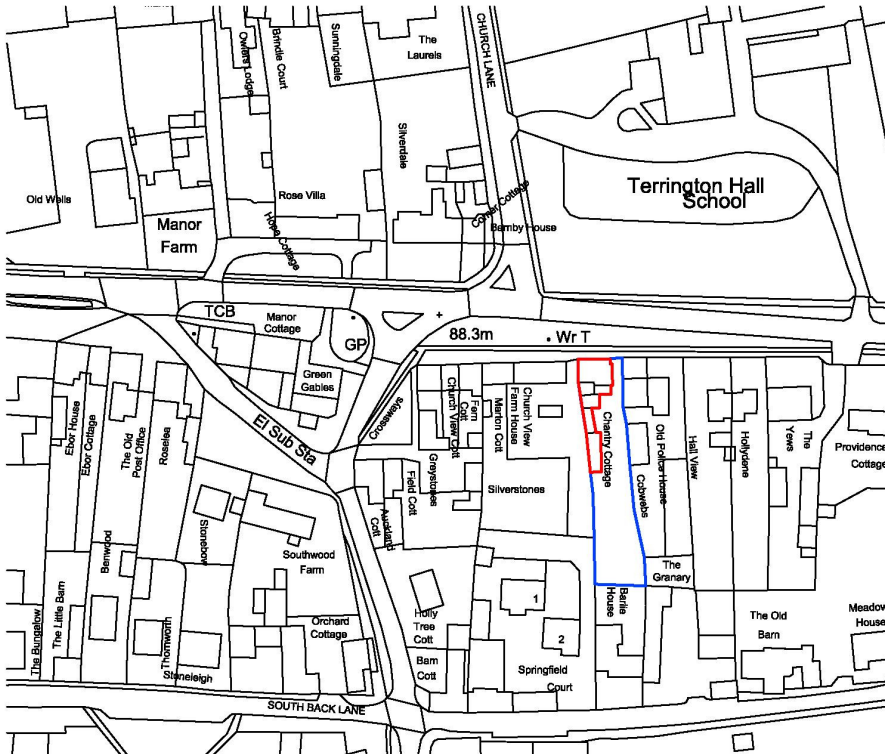 Owlers Lodge
Brindle Court
Sunningdale
The
Laurels
CHURCH LANE
Silverdale
Terrington Hall
School
Old Wells
Rose Villa
Corner Cottage
Barnby House
Manor
Farm
Hope Cottage
TCB
Manor
Cottage
GP
88.3m
Wr T
Green
Gables
El Sub Sta
Crossways
Church View Cott
Fern
Cott
Marton Cott
Church View
Farm House
Chantry Cottage
Old Police House
Cobwebs
Hall View
Hollydene
The
Yews
Providence
Cottage
Ebor House
Ebor Cottage
The Old
Post Office
Roselea
Greystones
Field Cott
Silverstones
Auckland
Cott
Stonebow
Southwood
Farm
Benwood
The
Granary
Holly
Tree
Cott
1
2
Barlie
House
The Old
Barn
Meadow
House
The Bungalow
The Little Barn
Thornworth
Stoneleigh
Orchard
Cottage
Barn
Cott
Springfield
Court
SOUTH BACK LANE